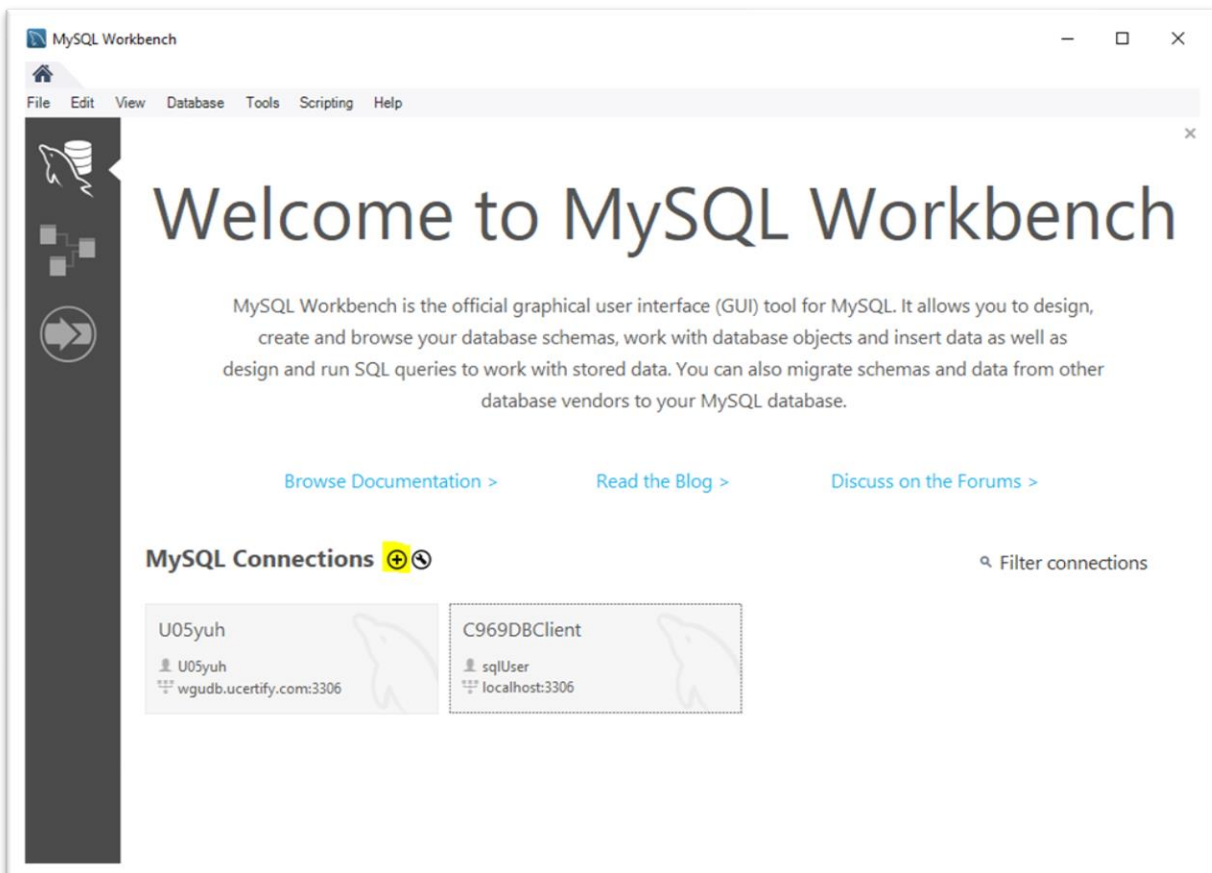 MySQL Workbench
File Edit View Database Tools Scripting Help
Welcome to MySQL Workbench
MySQL Workbench is the official graphical user interface (GUI) tool for MySQL. It allows you to design,
create and browse your database schemas, work with database objects and insert data as well as
design and run SQL queries to work with stored data. You can also migrate schemas and data from other
database vendors to your MySQL database.
Browse Documentation > Read the Blog > Discuss on the Forums >
MySQL Connections Filter connections
U05yuh
U05yuh
wgudb.ucertify.com:3306
C969DBClient
sqlUser
localhost:3306